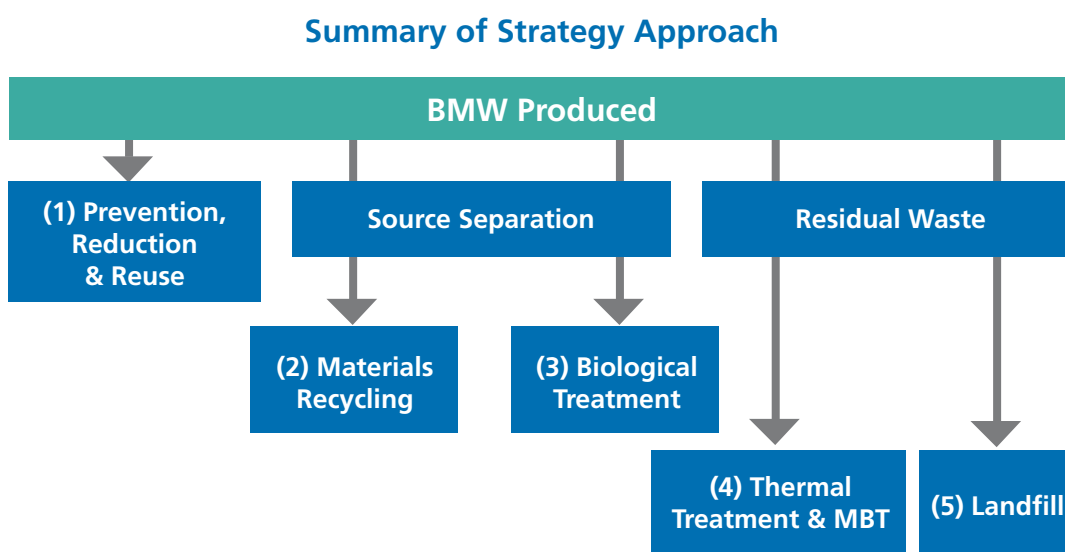 Summary of Strategy Approach
BMW Produced
(1) Prevention,
Reduction
& Reuse
Source Separation
Residual Waste
(2) Materials
Recycling
(3) Biological
Treatment
(4) Thermal
Treatment & MBT
(5) Landfill